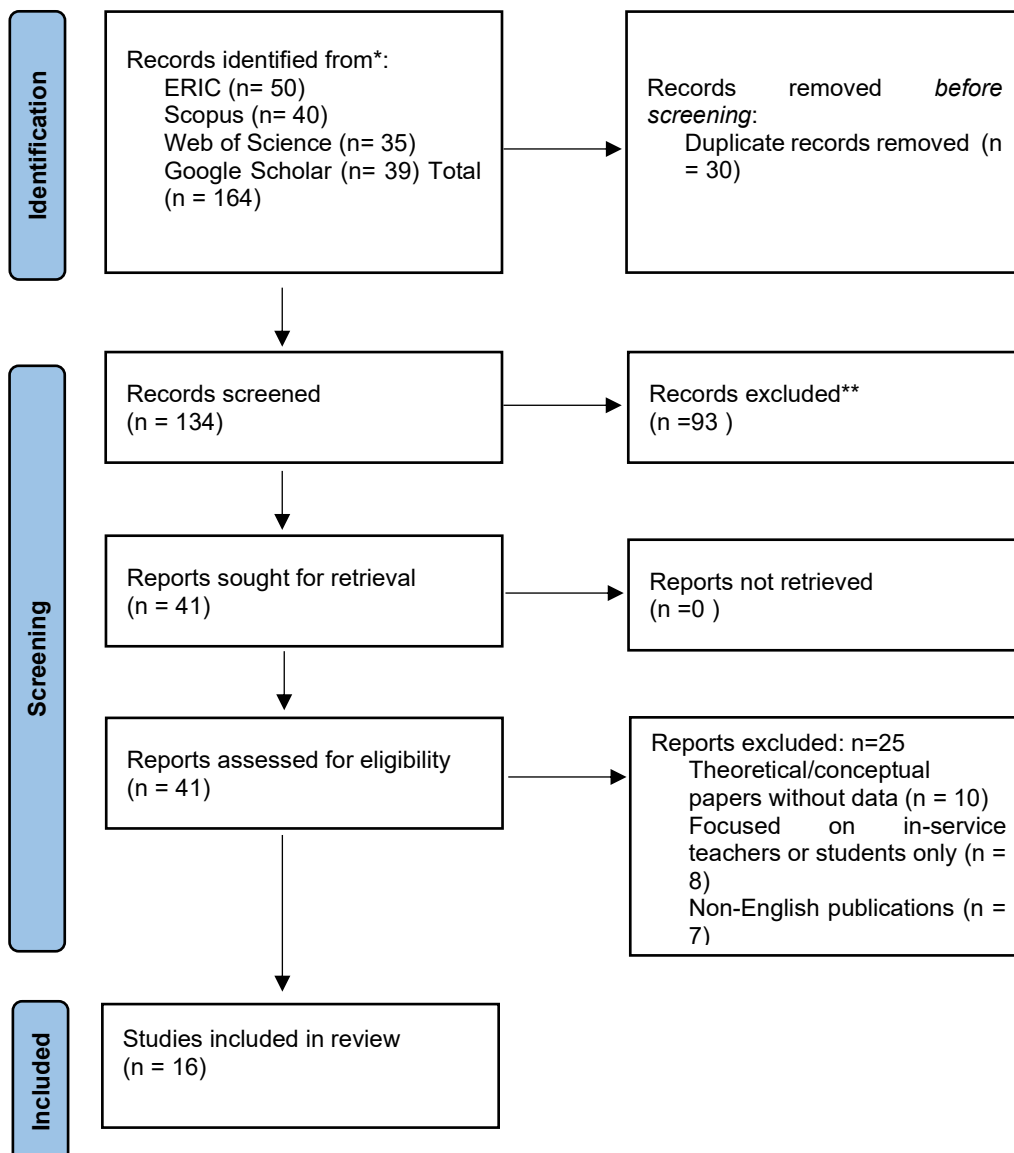 Identification
Records identified from*:
ERIC (n= 50)
Scopus (n= 40)
Web of Science (n= 35)
Google Scholar (n= 39) Total
(n = 164)
Records removed before
screening:
Duplicate records removed (n
= 30)
Screening
Records screened
(n = 134)
Records excluded**
(n =93 )
Reports sought for retrieval
(n = 41)
Reports not retrieved
(n =0 )
Reports assessed for eligibility
(n = 41)
Reports excluded: n=25
Theoretical/conceptual
papers without data (n = 10)
Focused on in-service
teachers or students only (n =
8)
Non-English publications (n =
7)
Included
Studies included in review
(n = 16)